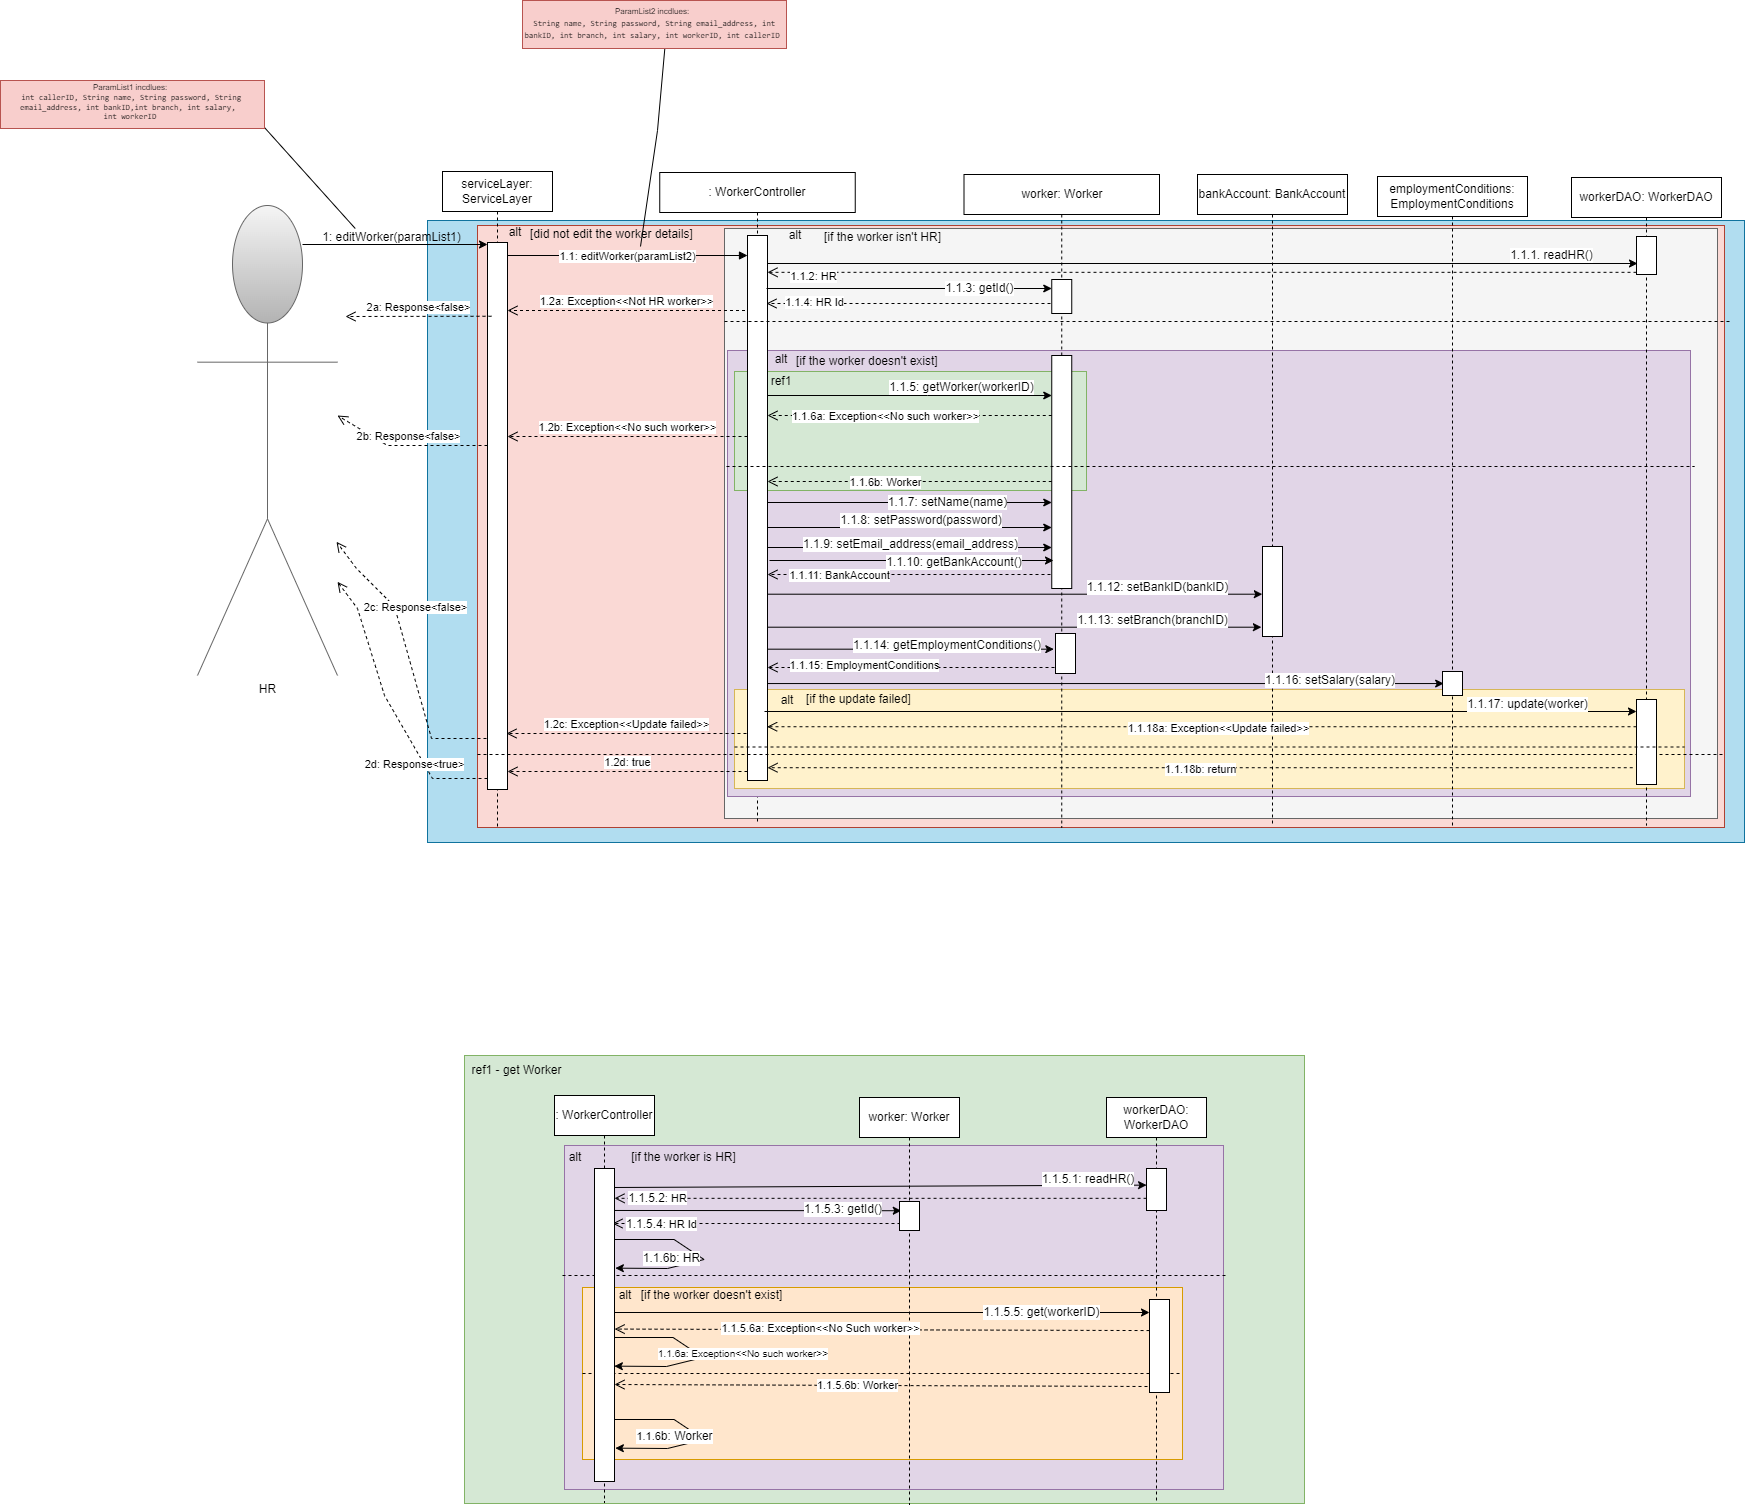 ParamList2 incdlues:
String name, String password, String email_address, int
bankID, int branch, int salary, int workerID, int callerID
ParamList1 incdlues:
int callerID, String name, String password, String
email_address, int bankID,int branch, int salary,
int workerID
serviceLayer:
ServiceLayer
: WorkerController
worker: Worker
bankAccount: BankAccount
employmentConditions:
EmploymentConditions
workerDAO: WorkerDAO
1: editWorker(paramList1)
alt [did not edit the worker details]
alt [if the worker isn't HR]
1.1: editWorker(paramList2)
1.1.1. readHR()
1.1.2: HR
1.1.3: getId()
1.1.4: HR Id
1.2a: Exception<<Not HR worker>>
2a: Response<false>
alt [if the worker doesn't exist]
ref1
1.1.5: getWorker(workerID)
1.1.6a: Exception<<No such worker>>
1.2b: Exception<<No such worker>>
2b: Response<false>
1.1.6b: Worker
1.1.7: setName(name)
1.1.8: setPassword(password)
1.1.9: setEmail_address(email_address)
1.1.10: getBankAccount()
1.1.11: BankAccount
1.1.12: setBankID(bankID)
2c: Response<false>
1.1.13: setBranch(branchID)
1.1.14: getEmploymentConditions()
1.1.15: EmploymentConditions
1.1.16: setSalary(salary)
HR
alt [if the update failed]
1.1.17: update(worker)
1.2c: Exception<<Update failed>>
1.1.18a: Exception<<Update failed>>
2d: Response<true>
1.2d: true
1.1.18b: return
ref1 - get Worker
: WorkerController
worker: Worker
workerDAO:
WorkerDAO
alt [if the worker is HR]
1.1.5.1: readHR()
1.1.5.2: HR
1.1.5.3: getId()
1.1.5.4: HR Id
1.1.6b: HR
alt [if the worker doesn't exist]
1.1.5.5: get(workerID)
1.1.5.6a: Exception<<No Such worker>>
1.1.6a: Exception<<No such worker>>
1.1.5.6b: Worker
1.1.6b: Worker